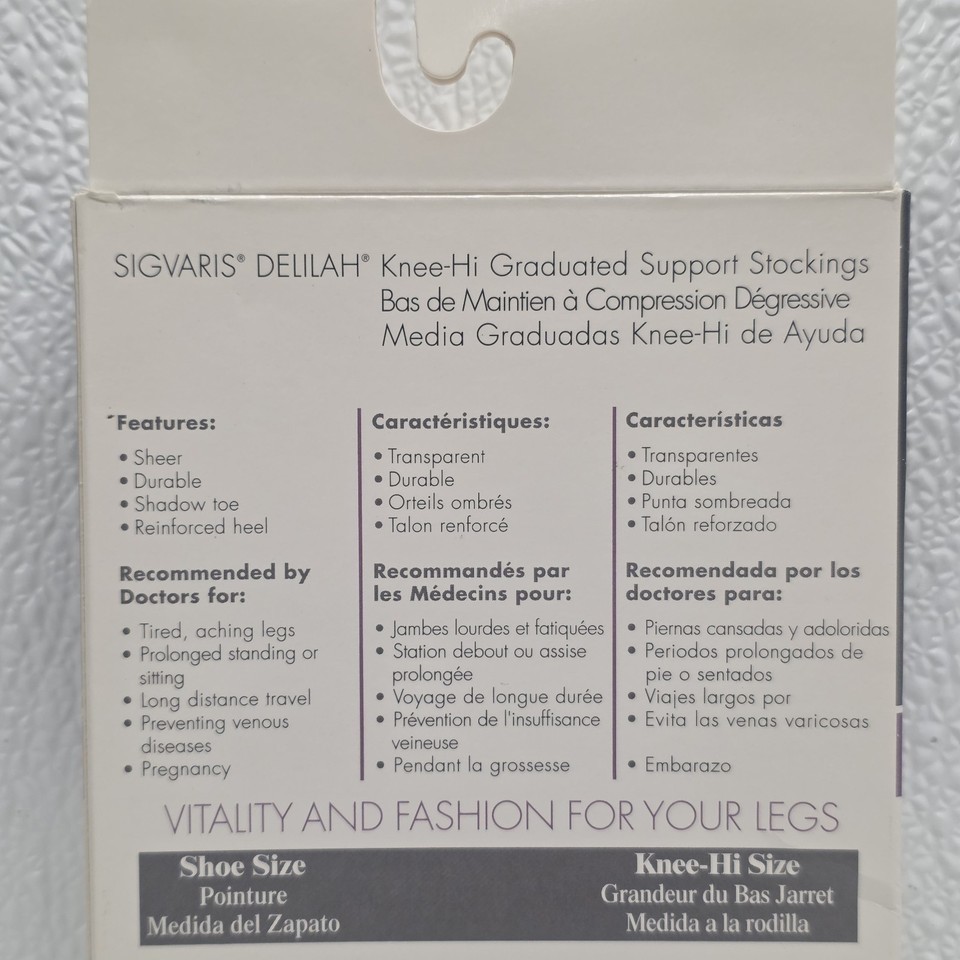 SIGVARIS® DELILAH® Knee-Hi Graduated Support Stockings
Bas de Maintien à Compression Dégressive
Media Graduadas Knee-Hi de Ayuda
Features:
• Sheer
• Durable
• Shadow toe
• Reinforced heel
Recommended by
Doctors for:
• Tired, aching legs
• Prolonged standing or
sitting
• Long distance travel
• Preventing venous
diseases
• Pregnancy
Caractéristiques:
• Transparent
• Durable
• Orteils ombrés
• Talon renforcé
Recommandés par
les Médecins pour:
• Jambes lourdes et fatiquées
• Station debout ou assise
prolongée
• Voyage de longue durée
• Prévention de l'insuffisance
veineuse
• Pendant la grossesse
Características
• Transparentes
• Durables
• Punta sombreada
• Talón reforzado
Recomendada por los
doctores para:
• Piernas cansadas y adoloridas
• Periodos prolongados de
pie o sentados
• Viajes largos por
• Evita las venas varicosas
• Embarazo
VITALITY AND FASHION FOR YOUR LEGS
Shoe Size
Pointure
Medida del Zapato
Knee-Hi Size
Grandeur du Bas Jarret
Medida a la rodilla